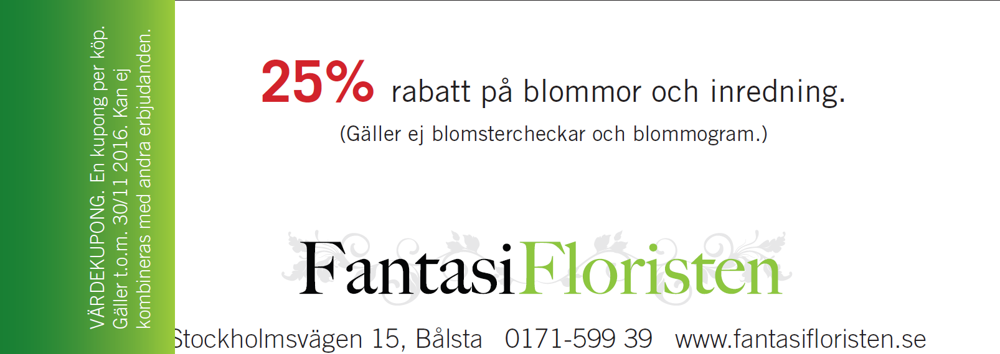 VÄRDEKUPONG. En kupong per köp.
Gäller t.o.m. 30/11 2016. Kan ej
kombineras med andra erbjudanden.
25% rabatt på blommor och inredning.
(Gäller ej blomstercheckar och blommogram.)
FantasiFloristen
Stockholmsvägen 15, Bålsta 0171-599 39 www.fantasifloristen.se